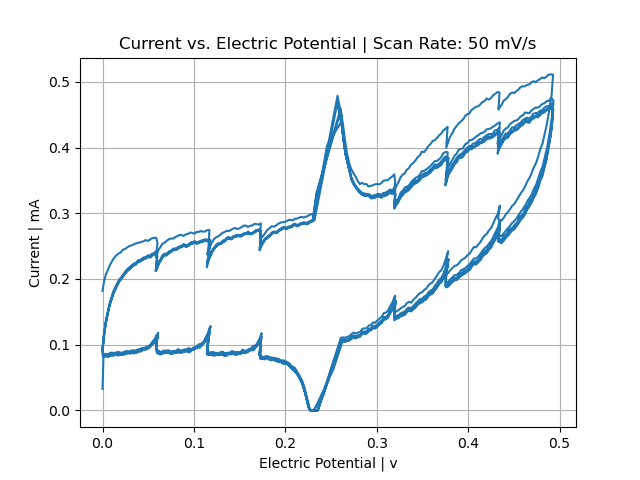 Current vs. Electric Potential | Scan Rate: 50 mV/s
Current | mA
0.5
0.4
0.3
0.2
0.1
0.0
0.0 0.1 0.2 0.3 0.4 0.5
Electric Potential | v